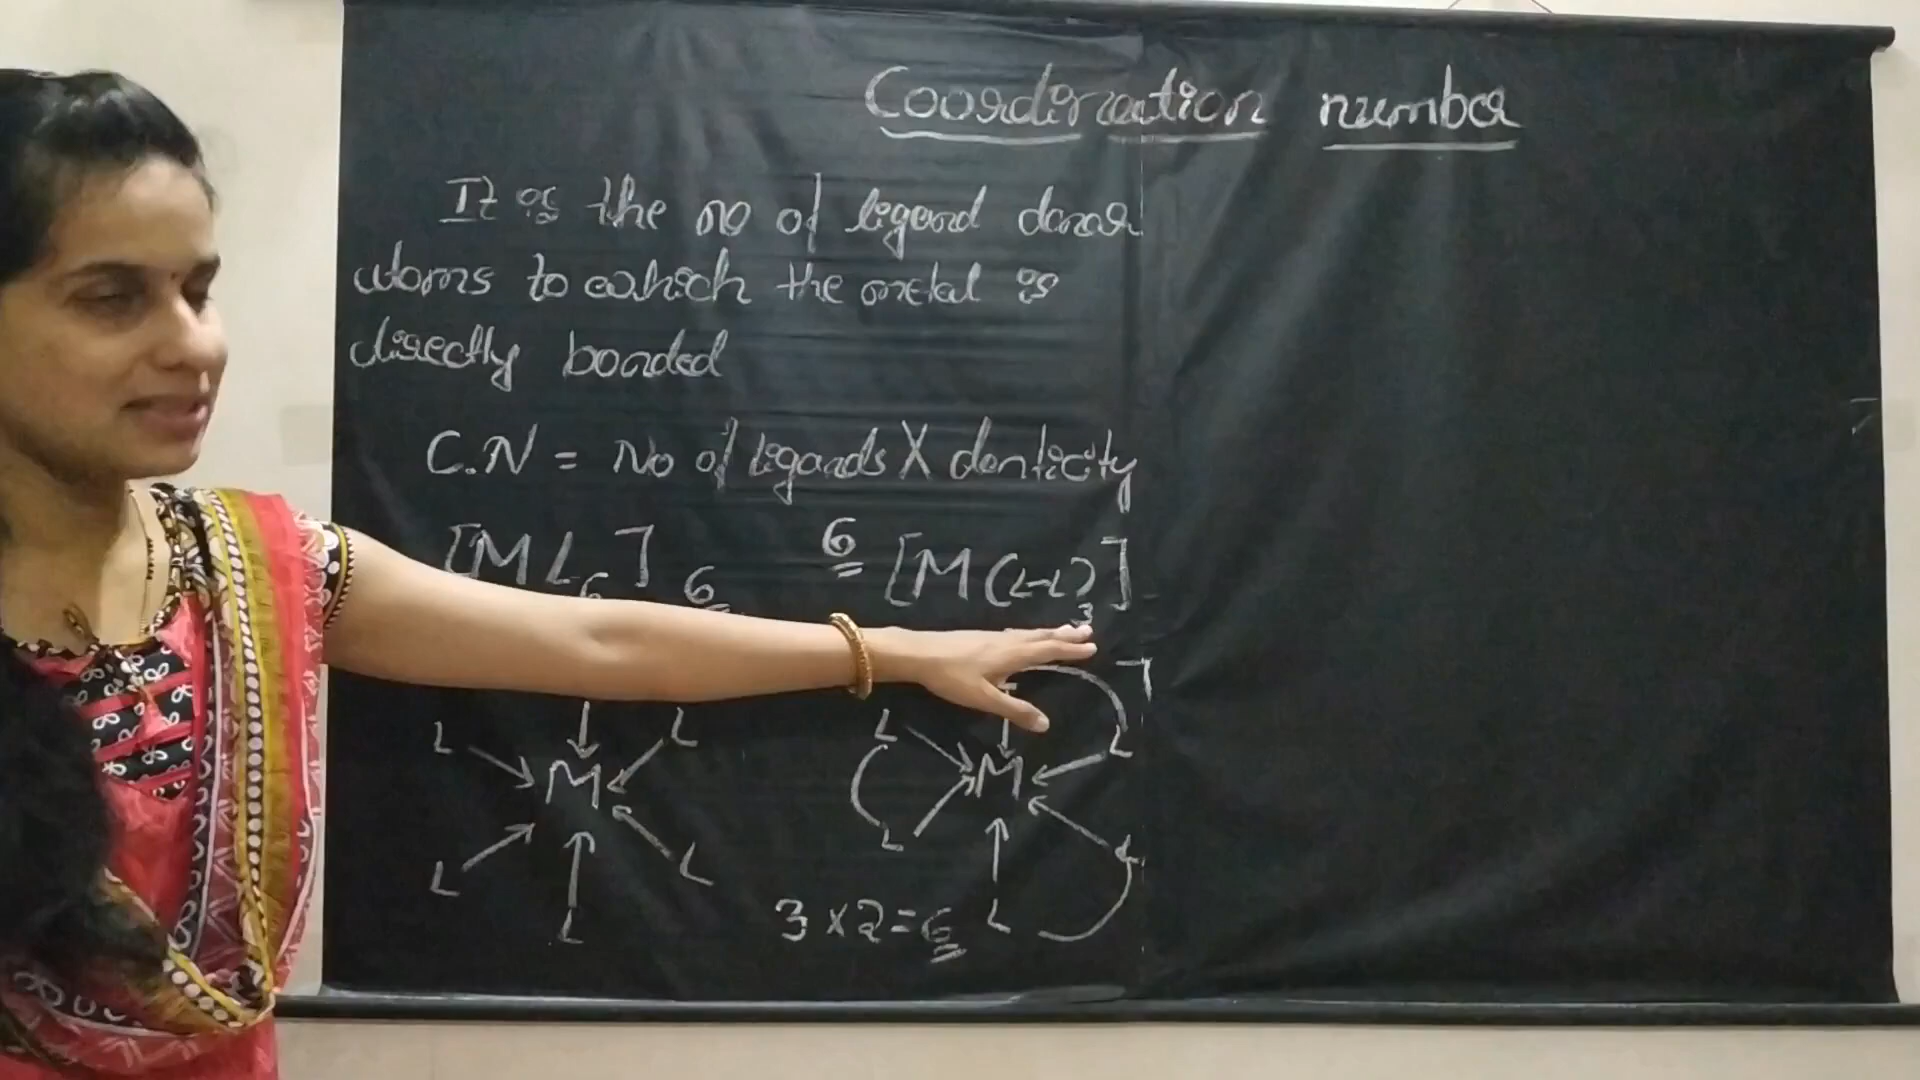 Coordination number
It is the no of ligand donor
atoms to which the metal is
directly bonded
C.N = No of ligands X denticity
[ML6] 6
6 [M(L-L)3]
L L L
M M L
L L L
L L
3 x 2 = 6